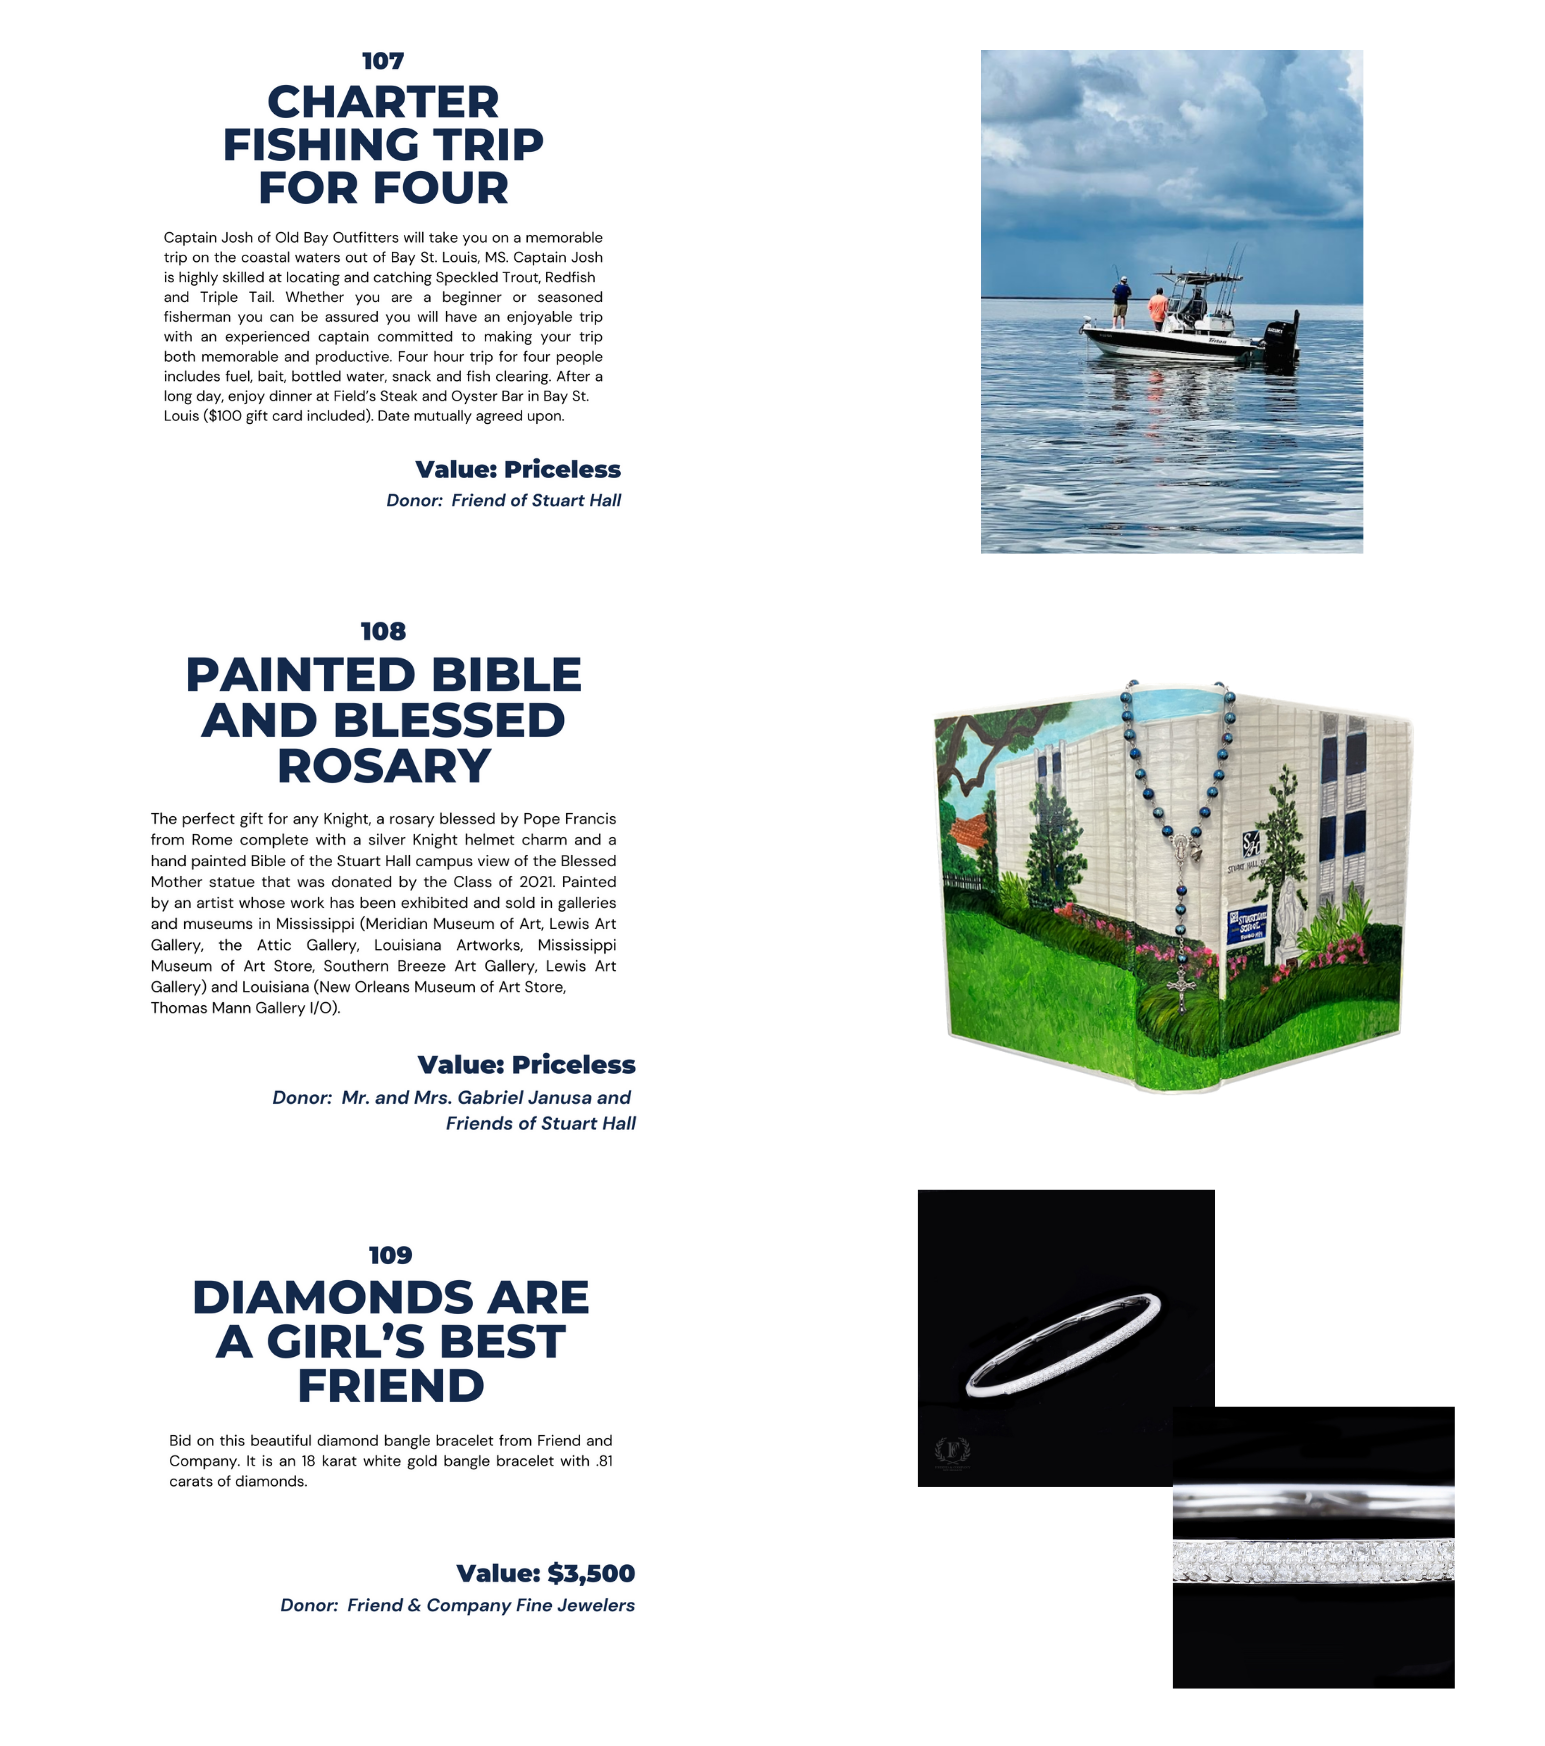 107
CHARTER
FISHING TRIP
FOR FOUR
Captain Josh of Old Bay Outfitters will take you on a memorable
trip on the coastal waters out of Bay St. Louis, MS. Captain Josh
is highly skilled at locating and catching Speckled Trout, Redfish
and Triple Tail. Whether you are a beginner or seasoned
fisherman you can be assured you will have an enjoyable trip
with an experienced captain committed to making your trip
both memorable and productive. Four hour trip for four people
includes fuel, bait, bottled water, snack and fish clearing. After a
long day, enjoy dinner at Field’s Steak and Oyster Bar in Bay St.
Louis ($100 gift card included). Date mutually agreed upon.
Value: Priceless
Donor: Friend of Stuart Hall
108
PAINTED BIBLE
AND BLESSED
ROSARY
The perfect gift for any Knight, a rosary blessed by Pope Francis
from Rome complete with a silver Knight helmet charm and a
hand painted Bible of the Stuart Hall campus view of the Blessed
Mother statue that was donated by the Class of 2021. Painted
by an artist whose work has been exhibited and sold in galleries
and museums in Mississippi (Meridian Museum of Art, Lewis Art
Gallery, the Attic Gallery, Louisiana Artworks, Mississippi
Museum of Art Store, Southern Breeze Art Gallery, Lewis Art
Gallery) and Louisiana (New Orleans Museum of Art Store,
Thomas Mann Gallery I/O).
Value: Priceless
Donor: Mr. and Mrs. Gabriel Janusa and
Friends of Stuart Hall
STUART HALL
109
DIAMONDS ARE
A GIRL’S BEST
FRIEND
Bid on this beautiful diamond bangle bracelet from Friend and
Company. It is an 18 karat white gold bangle bracelet with .81
carats of diamonds.
Value: $3,500
Donor: Friend & Company Fine Jewelers